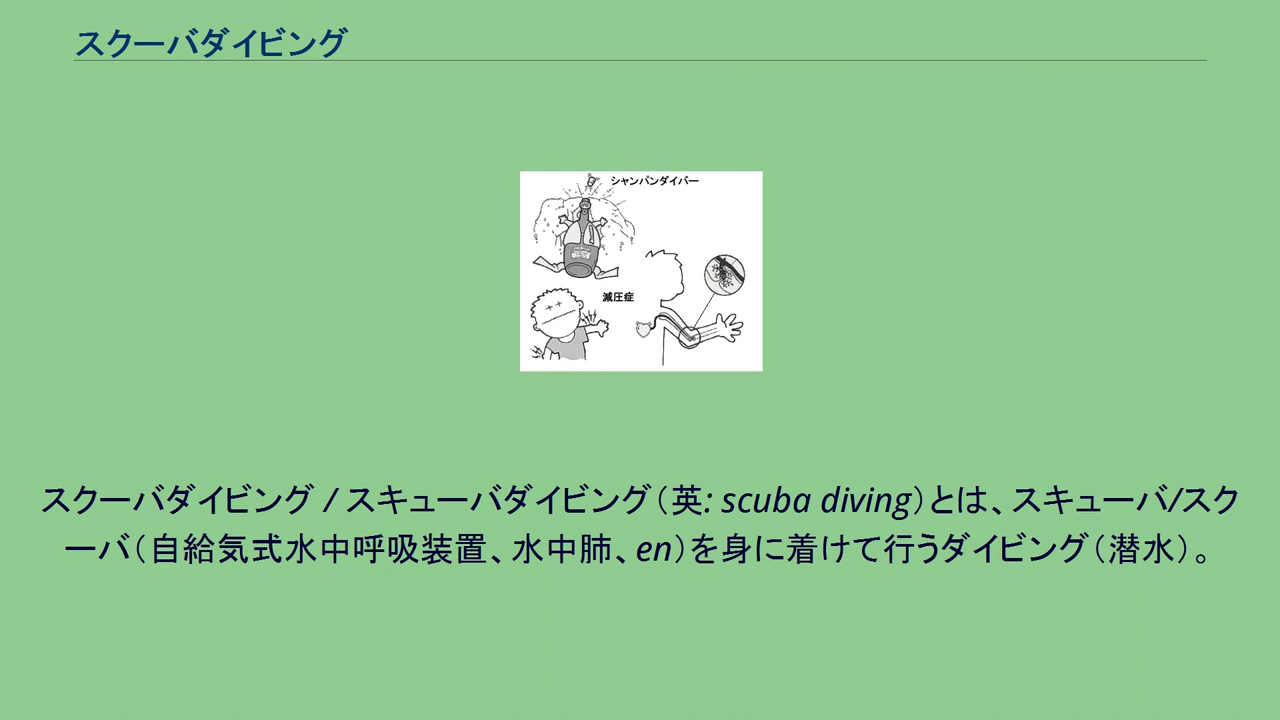 スクーバダイビング
シャンパンダイバー
減圧症
スクーバダイビング / スキューバダイビング（英: scuba diving）とは、スキューバ/スク
ーバ（自給気式水中呼吸装置、水中肺、en）を身に着けて行うダイビング（潜水）。